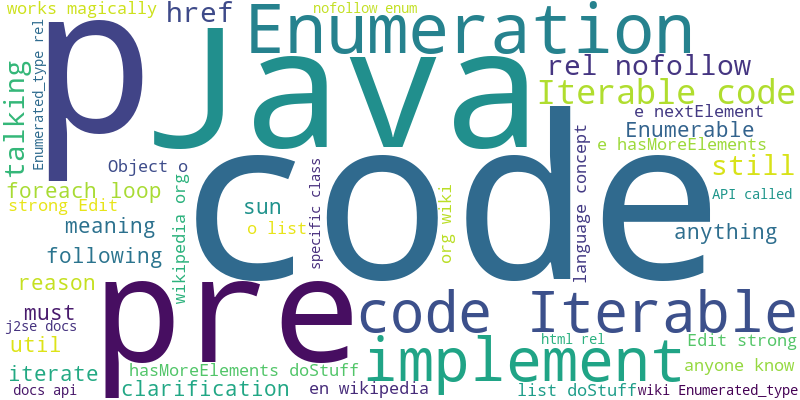 works magically
href
nofollow enum
p
Java
Enumeration
Enumerated_type rel
talking
rel nofollow
Iterable code
e nextElement
Enumerable
e hasMoreElements
code
Object o
still
foreach loop
API called
strong Edit
wikipedia org
sun
specific class
org wiki
language concept
meaning
o list
anything
following
reason
pre
code Iterable
must
j2se docs
util
html rel
Edit strong
implement
iterate
hasMoreElements doStuff
anyone know
docs api
clarification
en wikipedia
list doStuff
wiki Enumerated_type